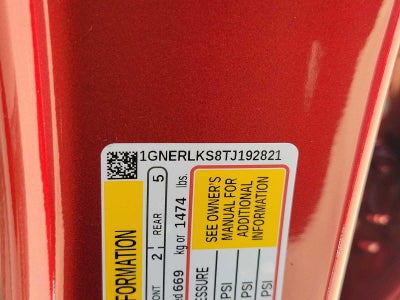 1GNERLKS8TJ192821
FORMATION
ONT 2 REAR 5
ed 669 kg or 1474 lbs.
SEE OWNER'S
MANUAL FOR
ADDITIONAL
INFORMATION
ESSURE
PSI
PSI
PSI